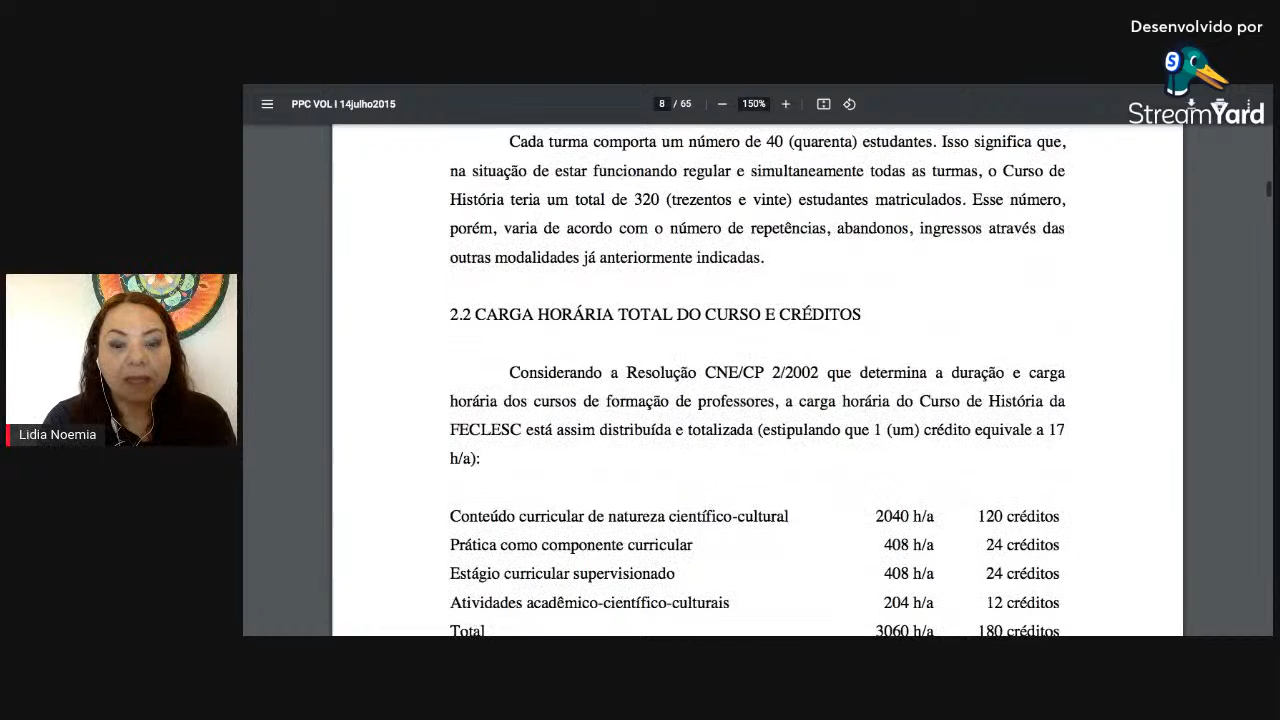 Desenvolvido por
StreamYard
PPC VOL I 14julho2015
8 / 65
150%
Cada turma comporta um número de 40 (quarenta) estudantes. Isso significa que,
na situação de estar funcionando regular e simultaneamente todas as turmas, o Curso de
História teria um total de 320 (trezentos e vinte) estudantes matriculados. Esse número,
porém, varia de acordo com o número de repetências, abandonos, ingressos através das
outras modalidades já anteriormente indicadas.
2.2 CARGA HORÁRIA TOTAL DO CURSO E CRÉDITOS
Considerando a Resolução CNE/CP 2/2002 que determina a duração e carga
horária dos cursos de formação de professores, a carga horária do Curso de História da
FECLESC está assim distribuída e totalizada (estipulando que 1 (um) crédito equivale a 17
h/a):
Conteúdo curricular de natureza científico-cultural 2040 h/a 120 créditos
Prática como componente curricular 408 h/a 24 créditos
Estágio curricular supervisionado 408 h/a 24 créditos
Atividades acadêmico-científico-culturais 204 h/a 12 créditos
Total 3060 h/a 180 créditos
Lidia Noemia